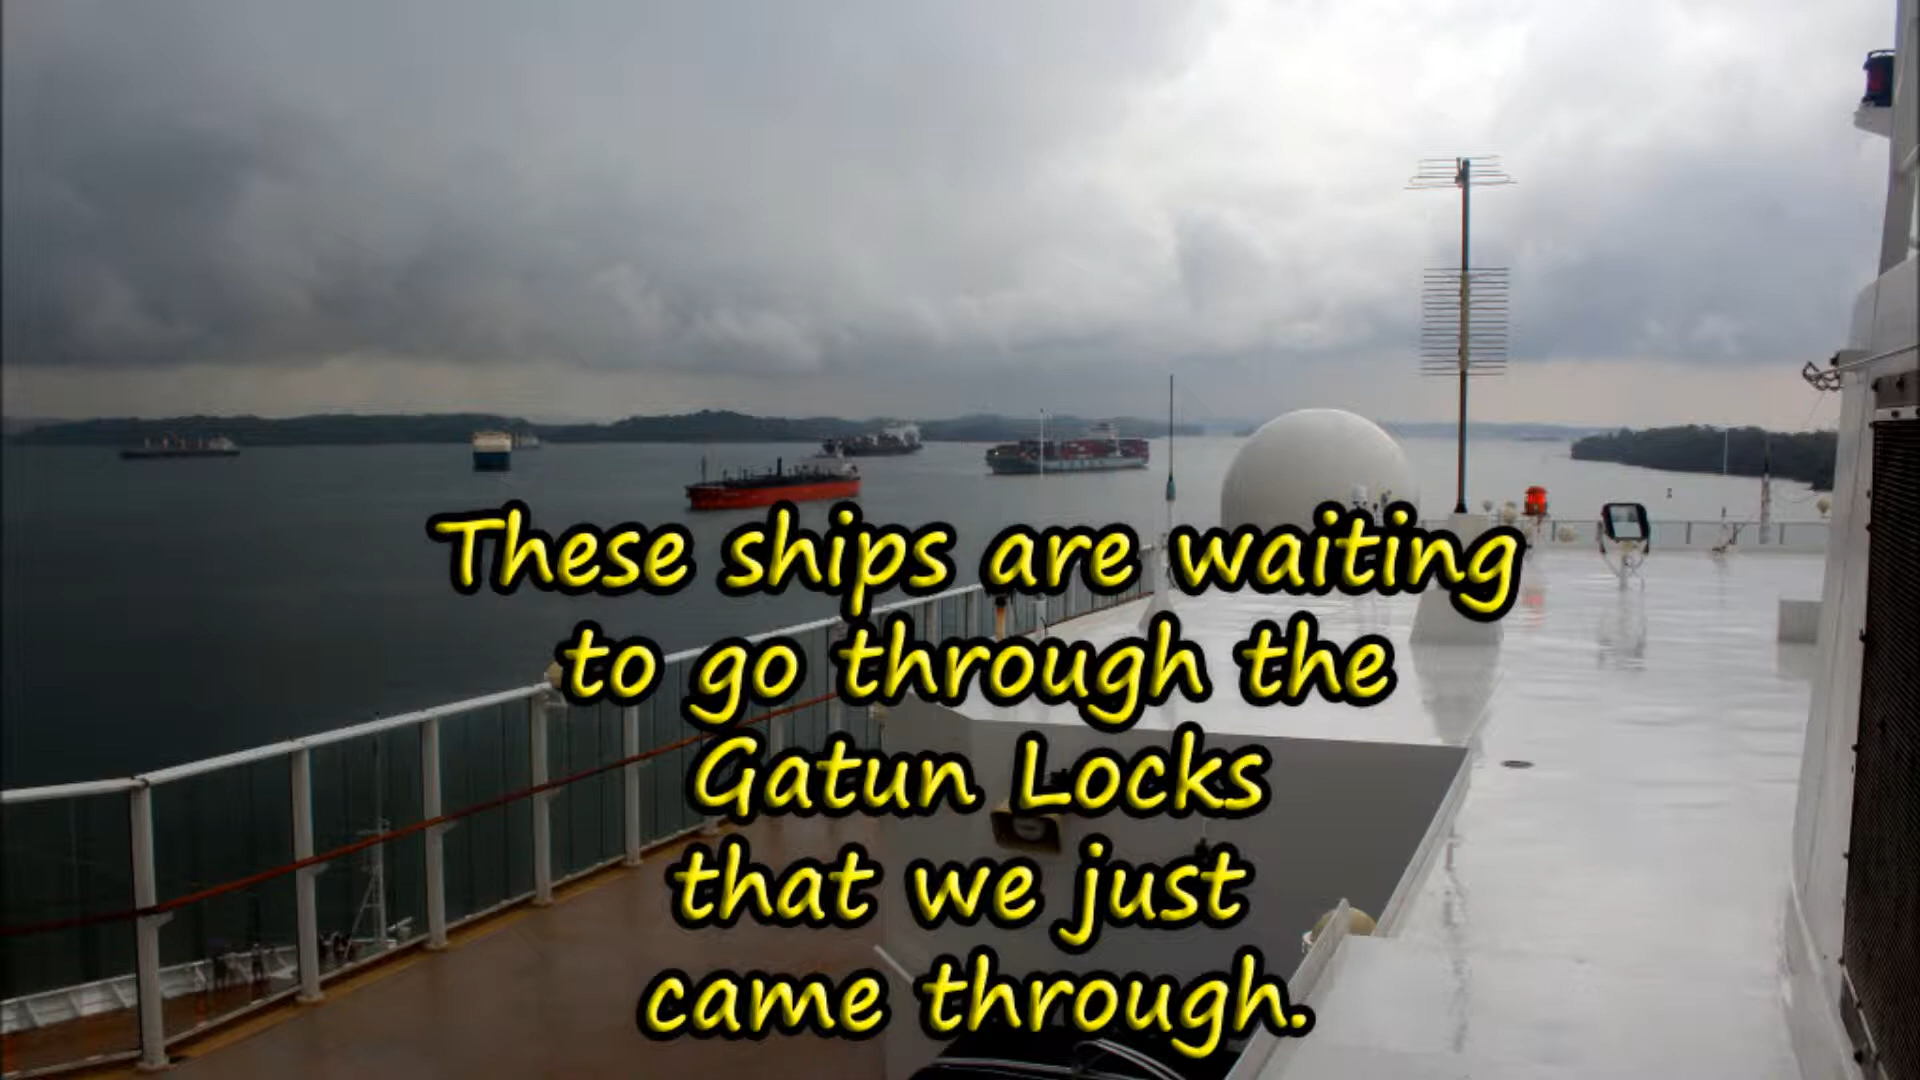 These ships are waiting
to go through the
Gatun Locks
that we just
came through.